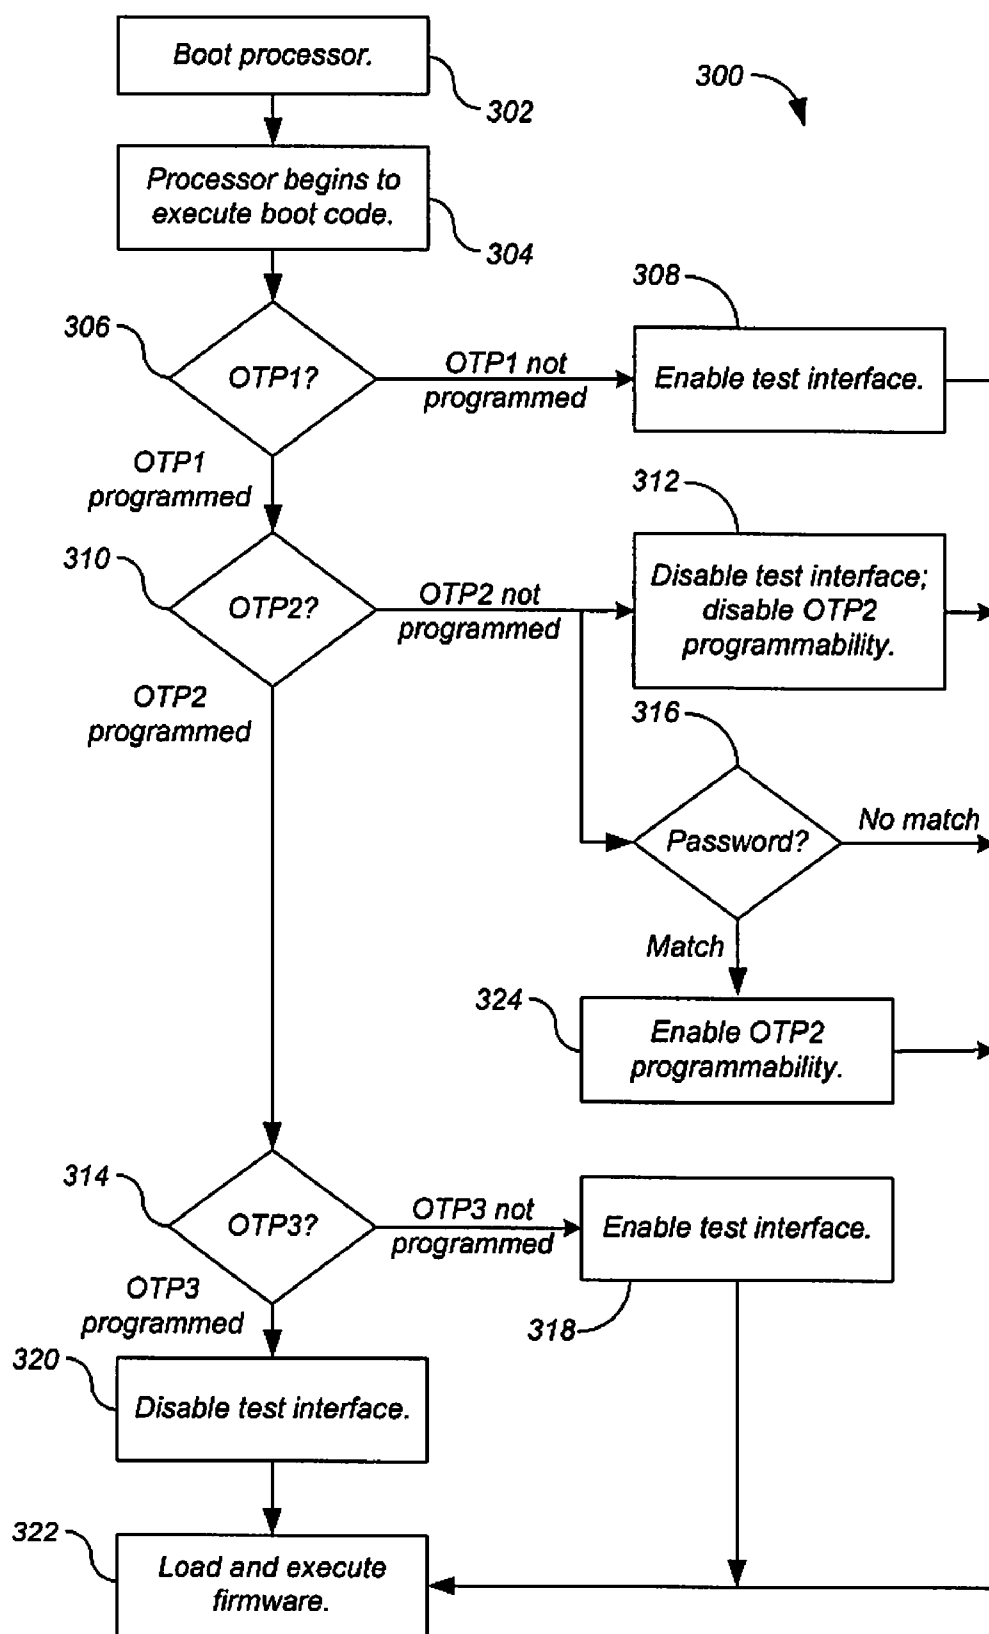 Boot processor.
302
300
Processor begins to
execute boot code.
304
306
OTP1?
OTP1 not
programmed
308
Enable test interface.
OTP1
programmed
310
OTP2?
OTP2 not
programmed
312
Disable test interface;
disable OTP2
programmability.
OTP2
programmed
316
Password?
No match
Match
324
Enable OTP2
programmability.
314
OTP3?
OTP3 not
programmed
Enable test interface.
318
OTP3
programmed
320
Disable test interface.
322
Load and execute
firmware.